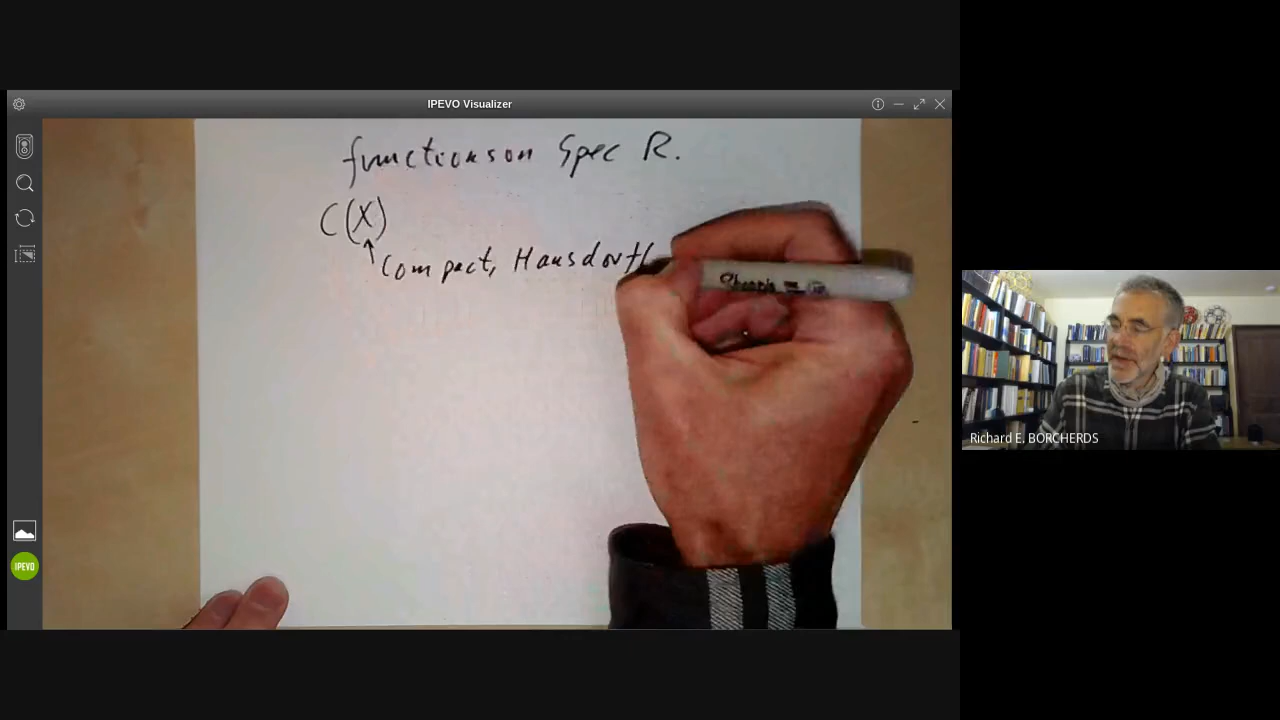 IPEVO Visualizer
functions on Spec R.
C(X)
Compact, Hausdorff
Sharpie
IPEVO
Richard E. BORCHERDS